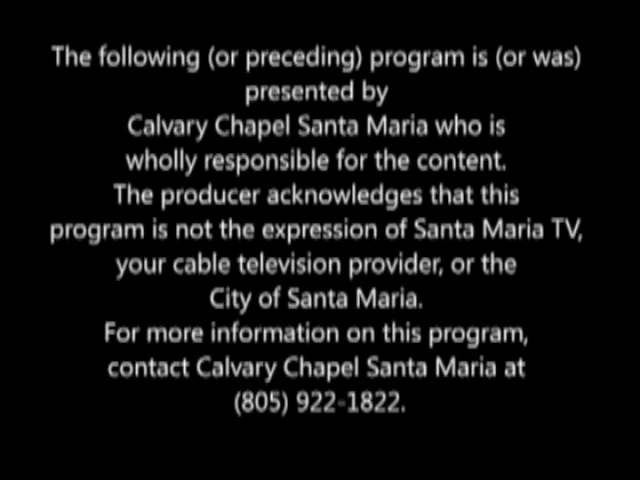 The following (or preceding) program is (or was)
presented by
Calvary Chapel Santa Maria who is
wholly responsible for the content.
The producer acknowledges that this
program is not the expression of Santa Maria TV,
your cable television provider, or the
City of Santa Maria.
For more information on this program,
contact Calvary Chapel Santa Maria at
(805) 922-1822.